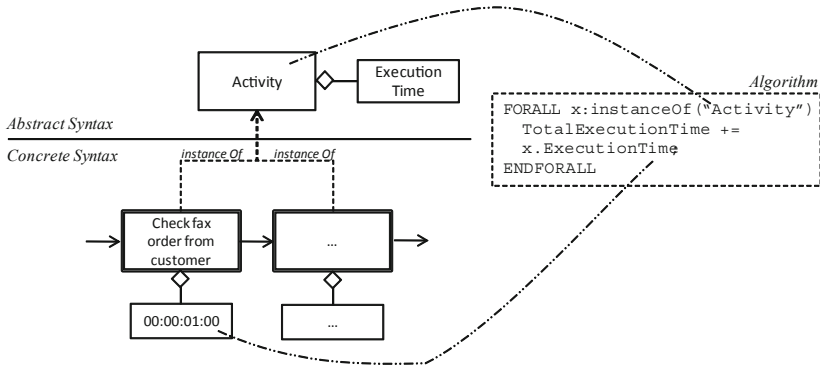 Activity
Execution
Time
Algorithm
FORALL x:instanceOf("Activity")
TotalExecutionTime +=
x.ExecutionTime;
ENDFORALL
Abstract Syntax
Concrete Syntax
instance Of
instance Of
Check fax
order from
customer
...
00:00:01:00
...